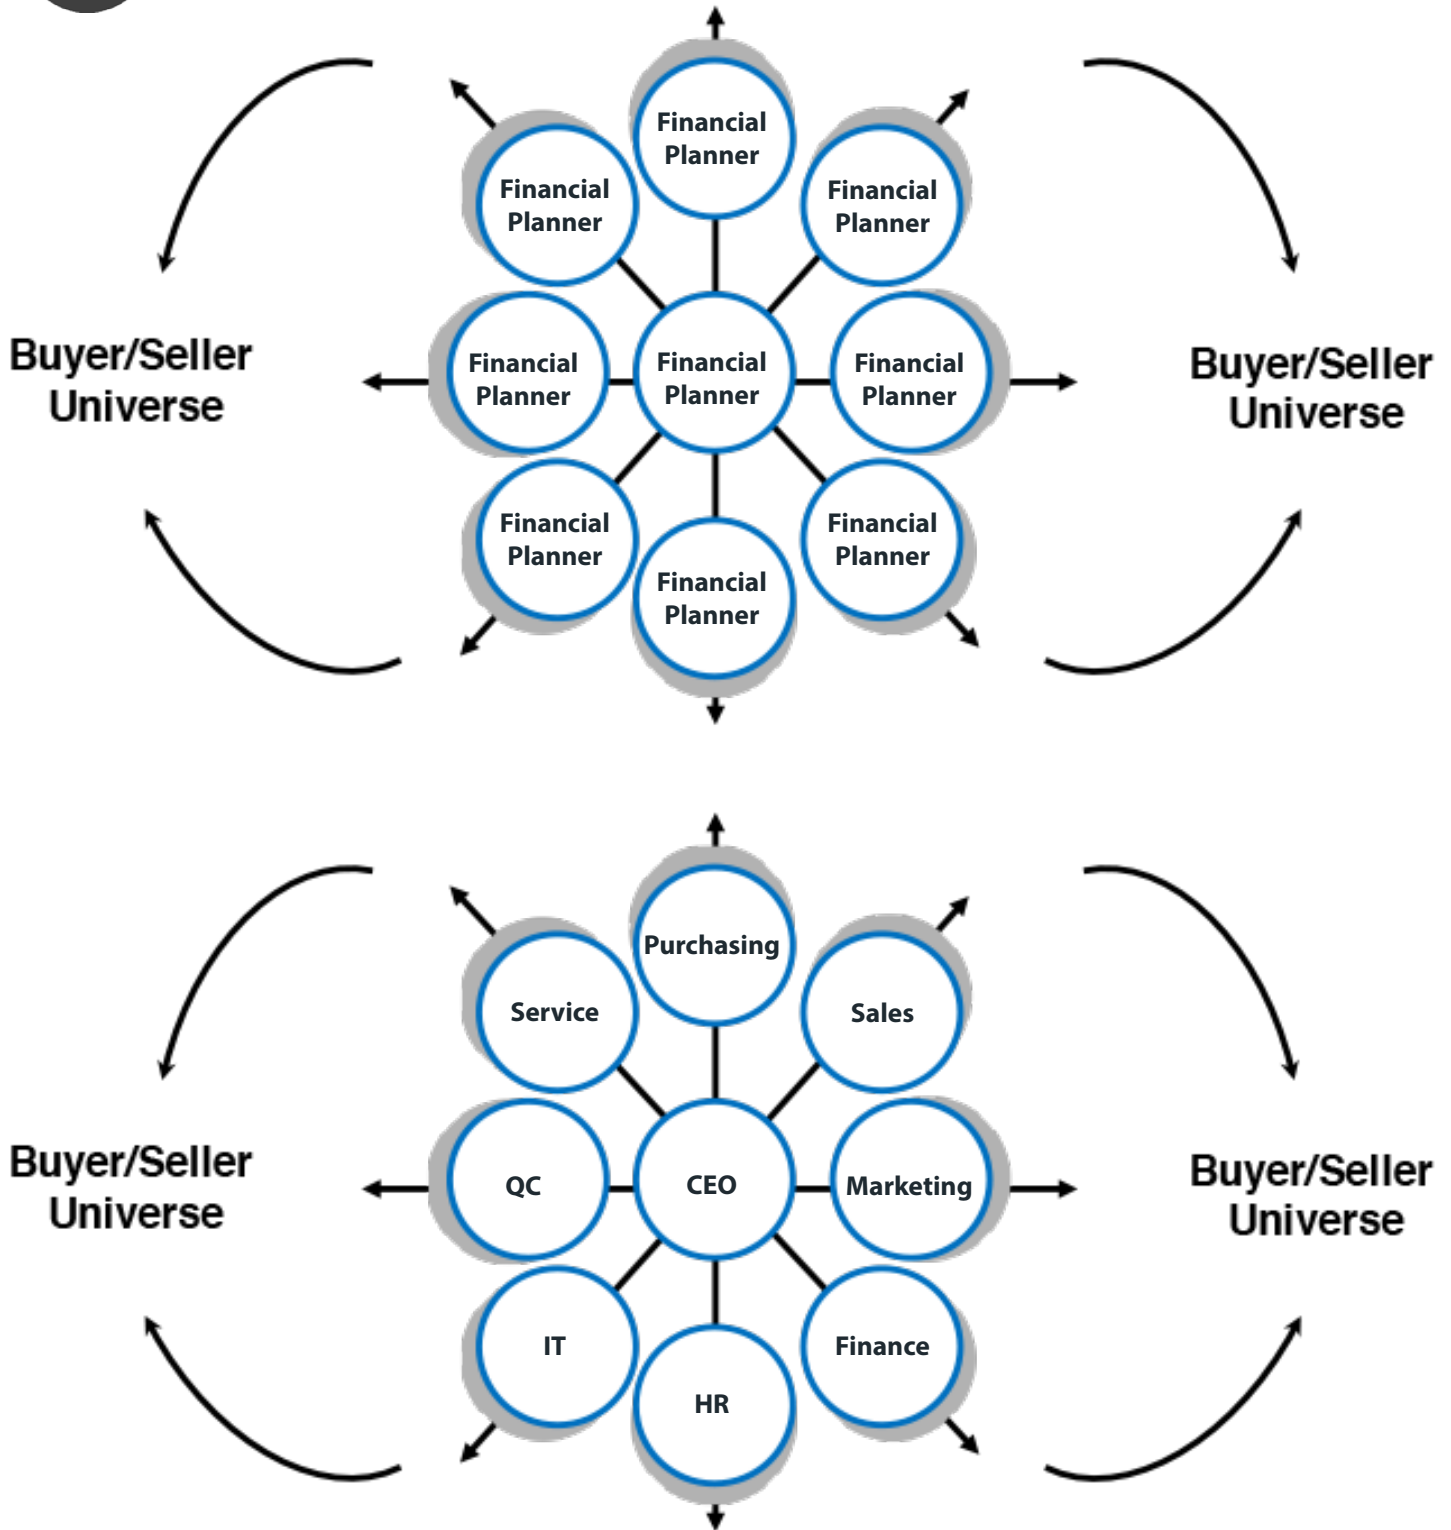 Financial
Planner
Financial
Planner
Financial
Planner
Buyer/Seller
Universe
Financial
Planner
Financial
Planner
Financial
Planner
Buyer/Seller
Universe
Financial
Planner
Financial
Planner
Financial
Planner
Purchasing
Service
Sales
Buyer/Seller
Universe
QC
CEO
Marketing
Buyer/Seller
Universe
IT
HR
Finance